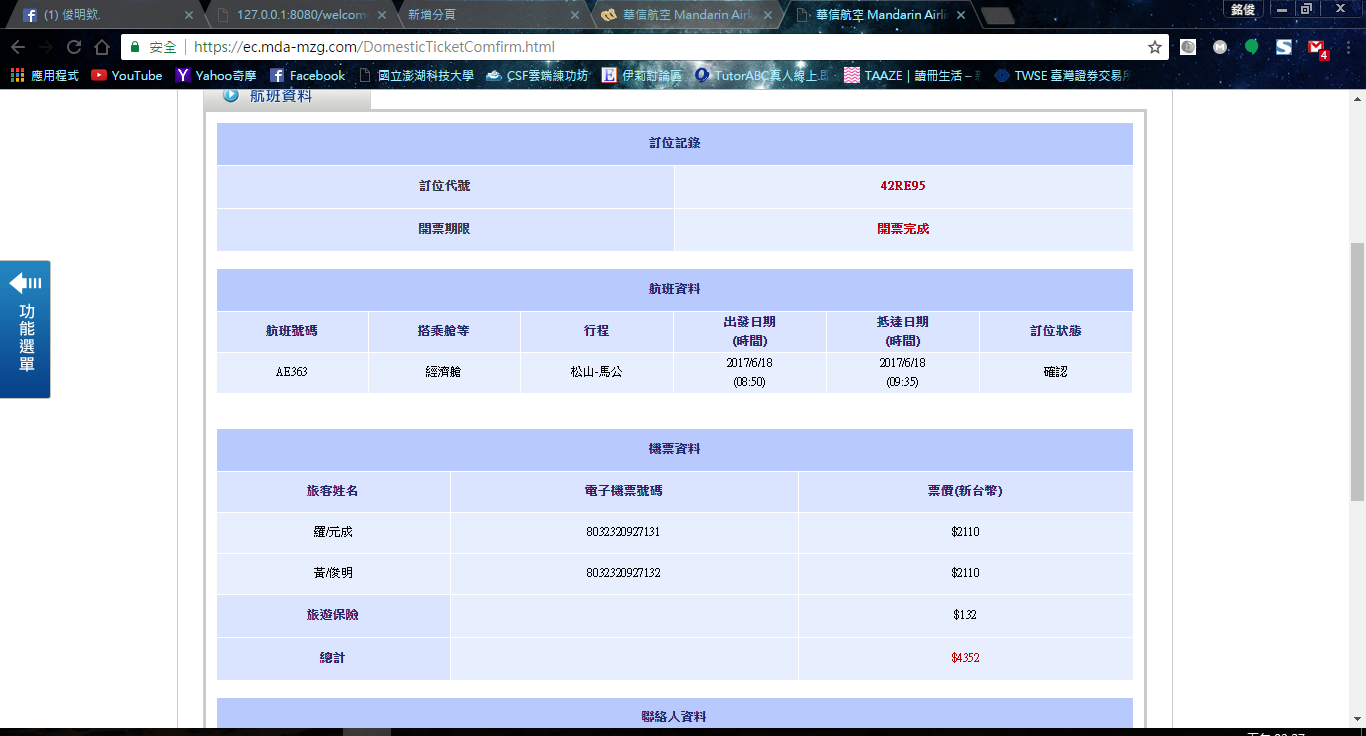 (1) 俊明欸.
127.0.0.1:8080/welcom
新增分頁
華信航空 Mandarin Airl
華信航空 Mandarin Airli
銘俊
安全
https://ec.mda-mzg.com/DomesticTicketComfirm.html
4
應用程式
YouTube
Yahoo奇摩
Facebook
國立澎湖科技大學
CSF雲端練功坊
伊莉討論區
TutorABC真人線上即
TAAZE | 讀冊生活 –
TWSE 臺灣證券交易所
航班資料
功能選單
訂位記錄
訂位代號 42RE95
開票期限 開票完成
航班資料
航班號碼 搭乘艙等 行程 出發日期 抵達日期 訂位狀態
(時間) (時間)
AE363 經濟艙 松山-馬公 2017/6/18 2017/6/18 確認
(08:50) (09:35)
機票資料
旅客姓名 電子機票號碼 票價(新台幣)
羅/元成 8032320927131 $2110
黃/俊明 8032320927132 $2110
旅遊保險 $132
總計 $4352
聯絡人資料